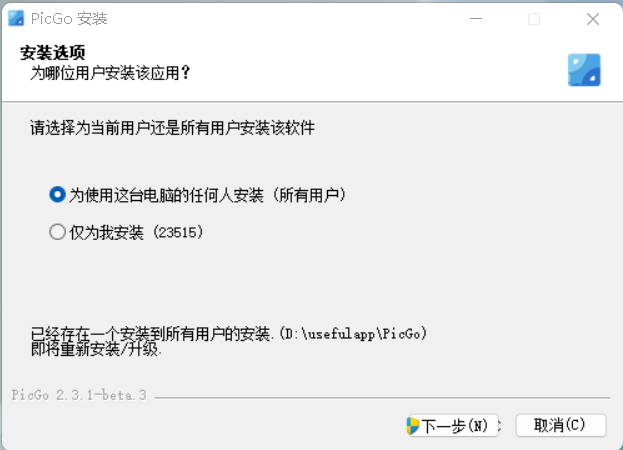 PicGo 安装
安装选项
为哪位用户安装该应用？
请选择为当前用户还是所有用户安装该软件
为使用这台电脑的任何人安装（所有用户）
仅为我安装（23515）
已经存在一个安装到所有用户的安装.(D:\usefulapp\PicGo)
即将重新安装/升级.
PicGo 2.3.1-beta.3
下一步(N)
取消(C)